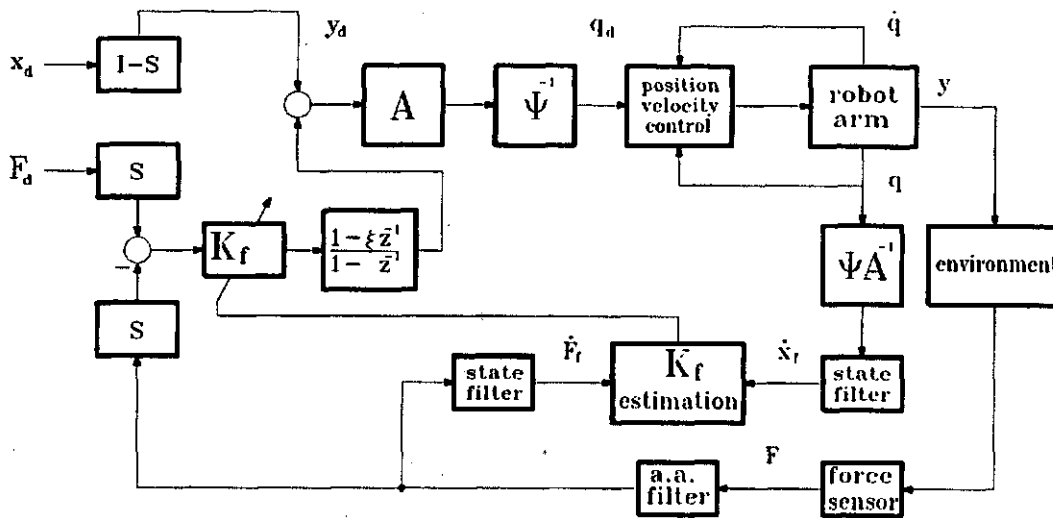 x_d
I-S
y_d
q_d
q̇
A
Ψ^-1
position
velocity
control
robot
arm
y
F_d
S
q
-
K_f
1-ξz^-1
1- z^-1
ΨA^-1
environment
S
state
filter
Ḟ_f
K_f
estimation
ẋ_f
state
filter
a.a.
filter
F
force
sensor